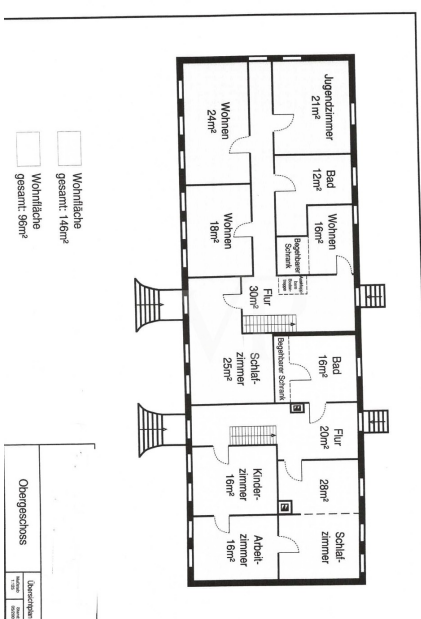 Jugendzimmer
21m²
Wohnen
24m²
Bad
12m²
Wohnen
16m²
Wohnen
18m²
Begehbarer
Schrank
Flur
30m²
Bad
16m²
Begehbarer Schrank
Schlaf-
zimmer
25m²
Flur
20m²
28m²
Schlaf-
zimmer
Kinder-
zimmer
16m²
Arbeit-
zimmer
16m²
Wohnfläche
gesamt: 146m²
Wohnfläche
gesamt: 96m²
Obergeschoss
Übersichtplan